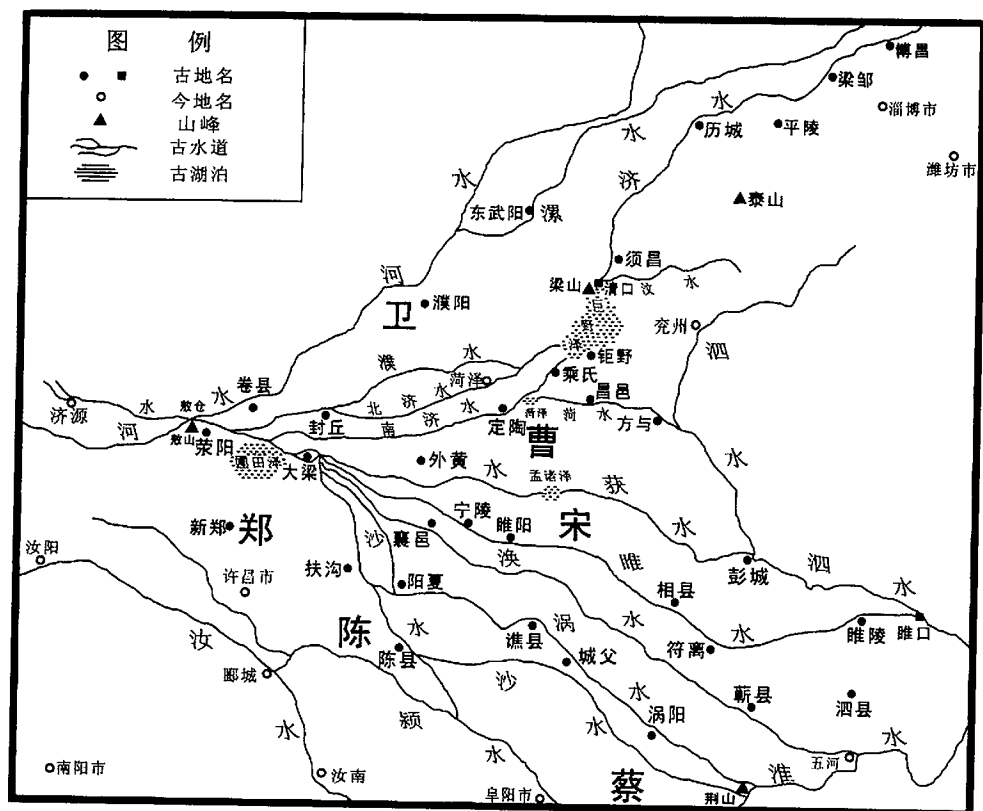 图 例
古地名
今地名
山峰
古水道
古湖泊
博昌
梁邹
淄博市
水
水
历城
平陵
潍坊市
济
水
泰山
东武阳
漯
须昌
河
梁山
清口
汶
水
濮阳
卫
巨
野
泽
兖州
泗
濮
水
钜野
菏泽
乘氏
卷县
水
北
济
水
昌邑
济源
水
敖仓
南
济
水
菏泽
菏
水
河
敖山
荥阳
封丘
定陶
方与
曹
圃田泽
大梁
外黄
水
孟诸泽
获
水
郑
新郑
宁陵
睢阳
宋
水
沙
襄邑
涣
睢
汝阳
许昌市
扶沟
阳夏
彭城
泗
水
相县
汝
陈
水
谯县
涡
水
水
睢陵
睢口
陈县
城父
符离
郾城
沙
水
蕲县
泗县
颍
涡阳
水
水
水
水
五河
南阳市
汝南
阜阳市
蔡
荆山
淮